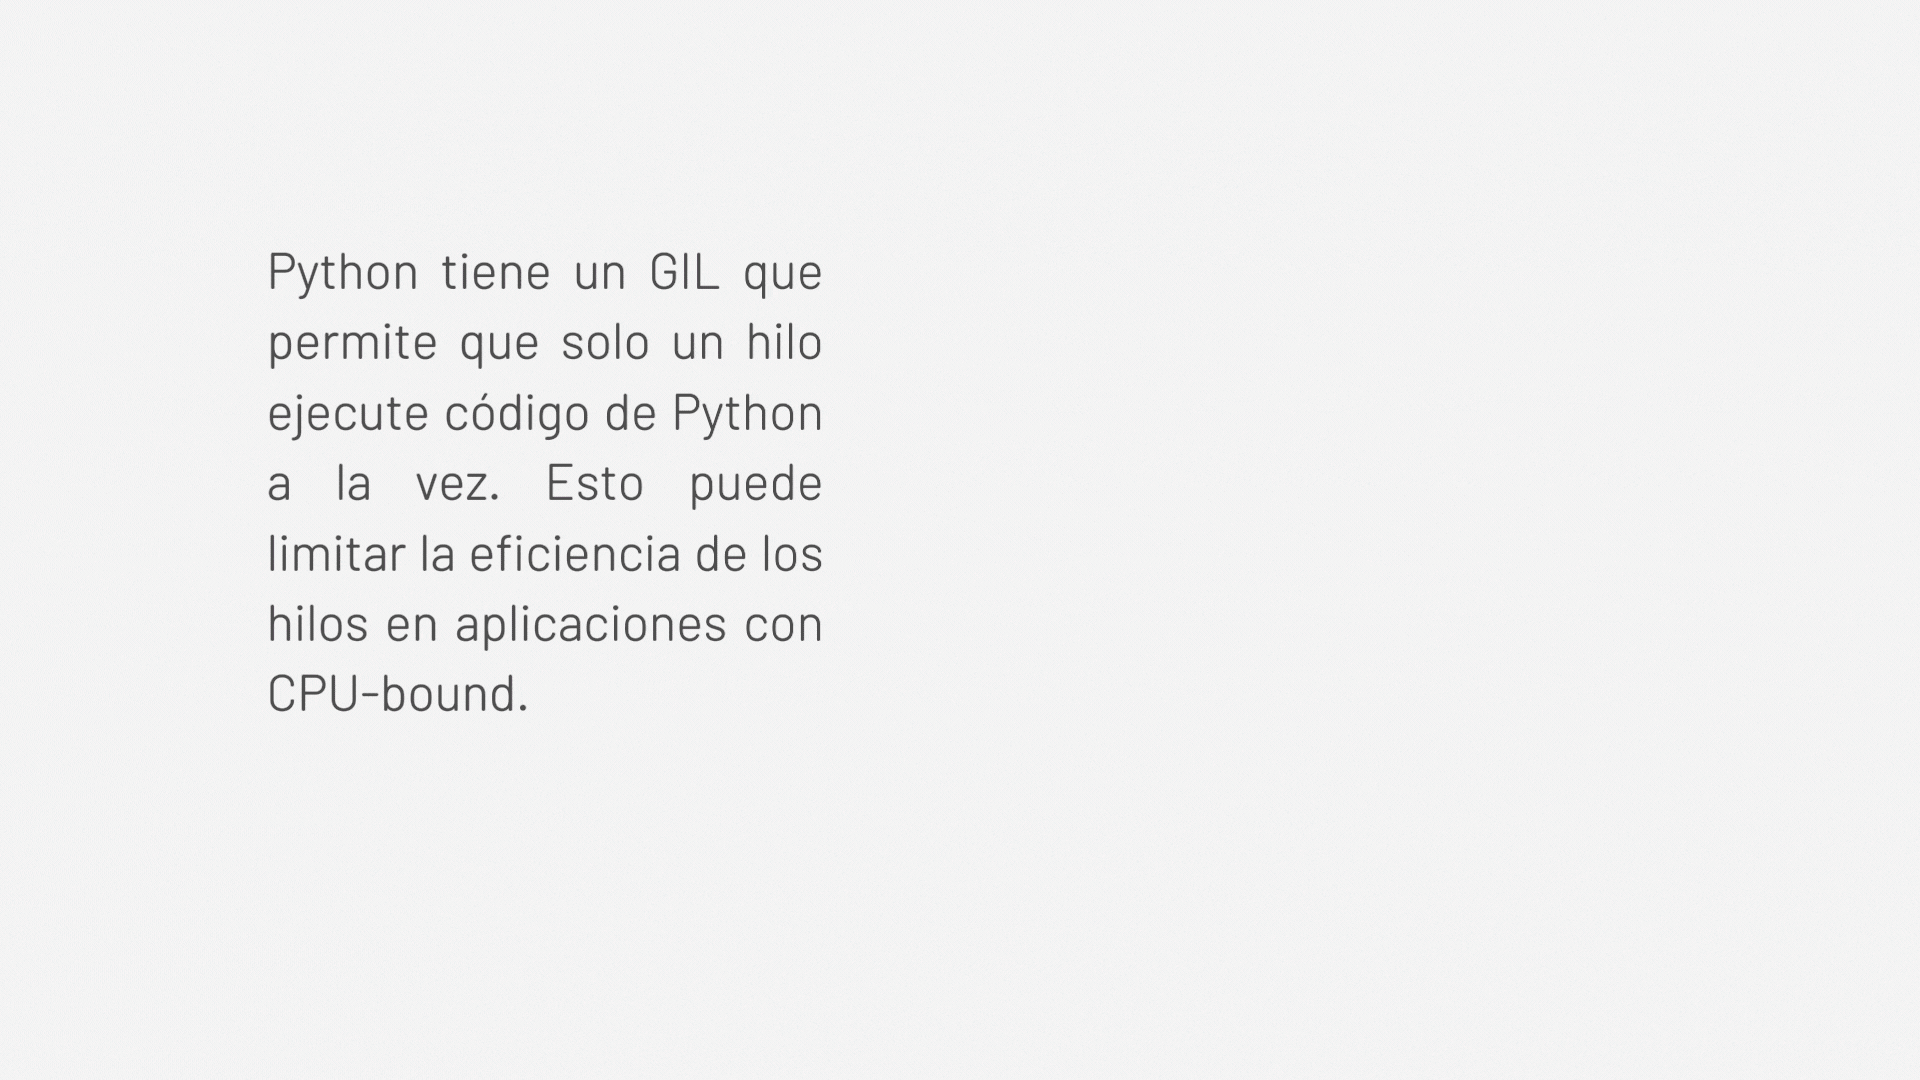 Python tiene un GIL que
permite que solo un hilo
ejecute código de Python
a la vez. Esto puede
limitar la eficiencia de los
hilos en aplicaciones con
CPU-bound.